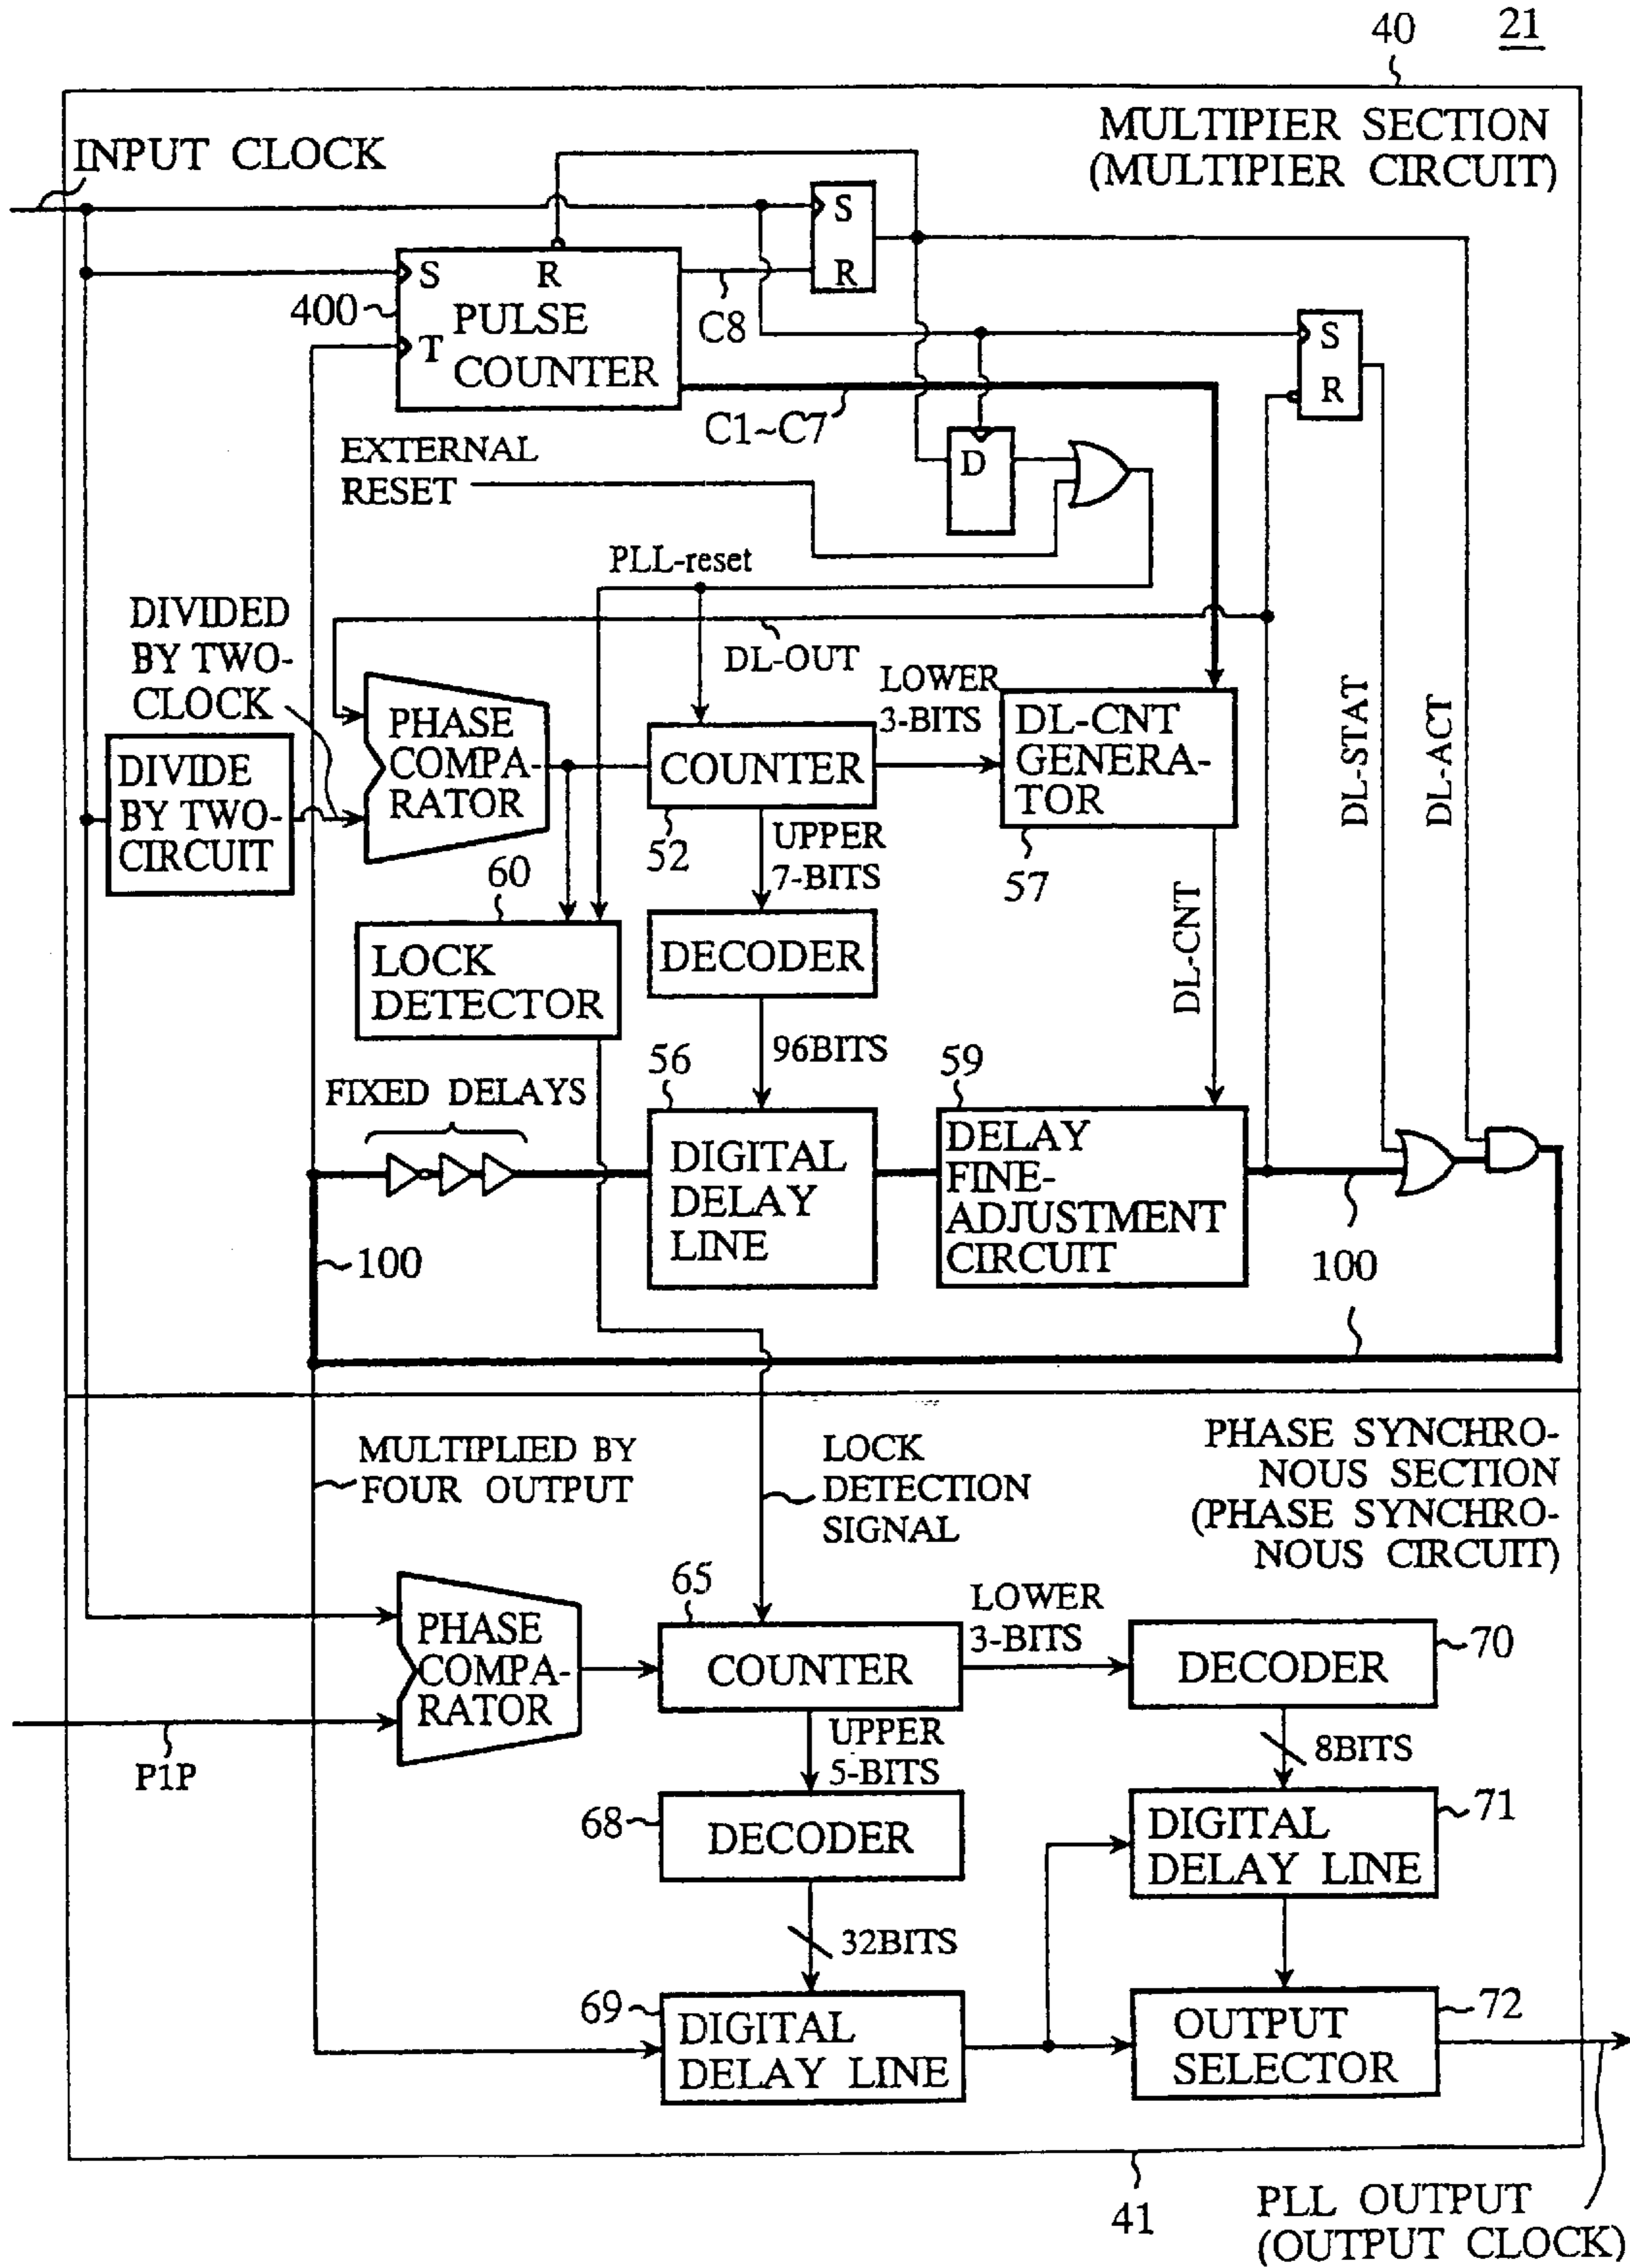 21
40
MULTIPIER SECTION
(MULTIPIER CIRCUIT)
INPUT CLOCK
S
R
S
R
400
PULSE
T
COUNTER
C8
S
R
C1~C7
EXTERNAL
RESET
D
PLL-reset
DIVIDED
BY TWO-
CLOCK
DL-OUT
LOWER
3-BITS
PHASE
COMPA-
RATOR
COUNTER
DL-CNT
GENERA-
TOR
DL-STAT
DL-ACT
DIVIDE
BY TWO-
CIRCUIT
52
UPPER
7-BITS
57
60
LOCK
DETECTOR
DECODER
DL-CNT
96BITS
FIXED DELAYS
56
59
DIGITAL
DELAY
LINE
DELAY
FINE-
ADJUSTMENT
CIRCUIT
100
100
MULTIPLIED BY
FOUR OUTPUT
LOCK
DETECTION
SIGNAL
PHASE SYNCHRO-
NOUS SECTION
(PHASE SYNCHRO-
NOUS CIRCUIT)
PHASE
COMPA-
RATOR
65
COUNTER
LOWER
3-BITS
DECODER
70
P1P
UPPER
5-BITS
8BITS
68
DECODER
DIGITAL
DELAY LINE
71
32BITS
69
DIGITAL
DELAY LINE
OUTPUT
SELECTOR
72
41
PLL OUTPUT
(OUTPUT CLOCK)